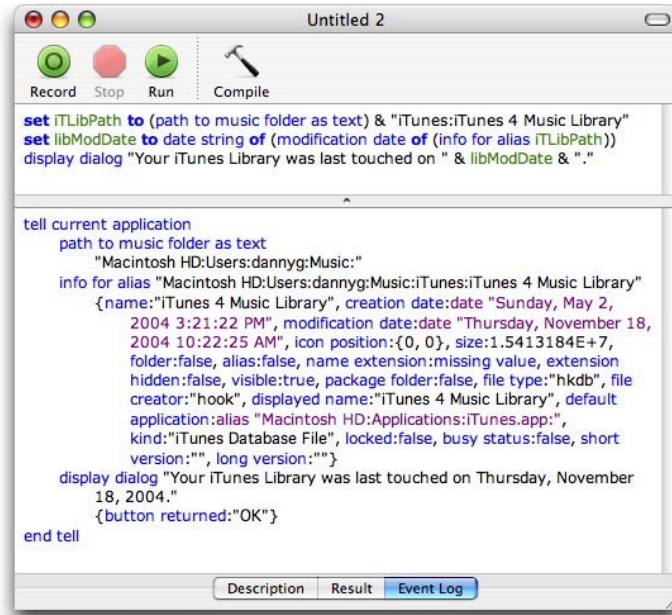 Untitled 2
Record Stop Run Compile
set iTLibPath to (path to music folder as text) & "iTunes:iTunes 4 Music Library"
set libModDate to date string of (modification date of (info for alias iTLibPath))
display dialog "Your iTunes Library was last touched on " & libModDate & "."
tell current application
path to music folder as text
"Macintosh HD:Users:dannyg:Music:"
info for alias "Macintosh HD:Users:dannyg:Music:iTunes:iTunes 4 Music Library"
{name:"iTunes 4 Music Library", creation date:date "Sunday, May 2,
2004 3:21:22 PM", modification date:date "Thursday, November 18,
2004 10:22:25 AM", icon position:{0, 0}, size:1.5413184E+7,
folder:false, alias:false, name extension:missing value, extension
hidden:false, visible:true, package folder:false, file type:"hkdb", file
creator:"hook", displayed name:"iTunes 4 Music Library", default
application:alias "Macintosh HD:Applications:iTunes.app:",
kind:"iTunes Database File", locked:false, busy status:false, short
version:"", long version:""}
display dialog "Your iTunes Library was last touched on Thursday, November
18, 2004."
{button returned:"OK"}
end tell
Description Result Event Log